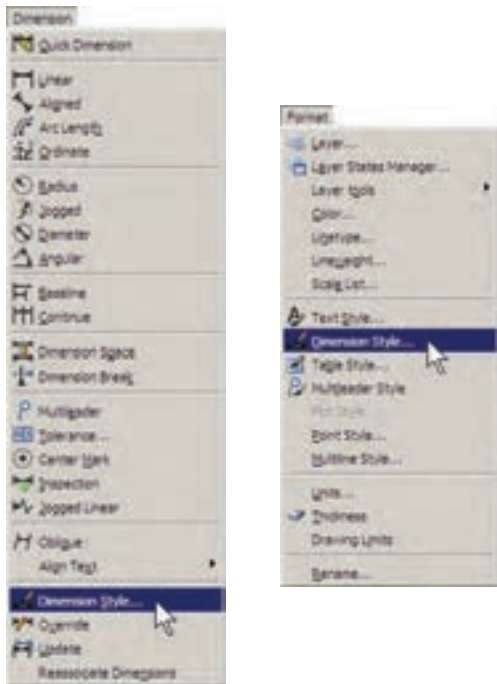 Dimension
Quick Dimension
Linear
Aligned
Arc Length
Ordinate
Radius
Jogged
Diameter
Angular
Baseline
Continue
Dimension Space
Dimension Break
Multileader
Tolerance...
Center Mark
Inspection
Jogged Linear
Oblique
Align Text
Dimension Style...
Override
Update
Reassociate Dimensions
Format
Layer...
Layer States Manager...
Layer tools
Color...
Linetype...
Lineweight...
Scale List...
Text Style...
Dimension Style...
Table Style...
Multileader Style
Plot Style
Point Style...
Multiline Style...
Units...
Thickness
Drawing Limits
Rename...